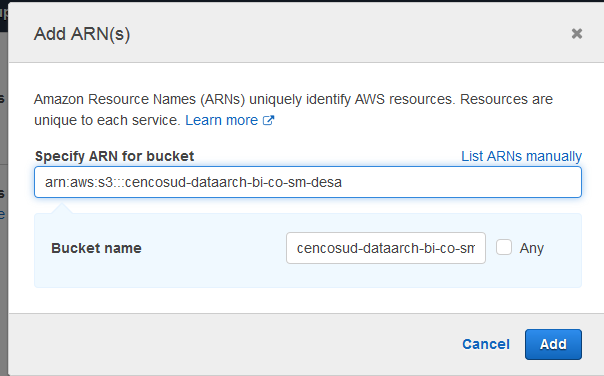 Add ARN(s)
Amazon Resource Names (ARNs) uniquely identify AWS resources. Resources are
unique to each service. Learn more
Specify ARN for bucket List ARNs manually
arn:aws:s3:::cencosud-dataarch-bi-co-sm-desa
Bucket name cencosud-dataarch-bi-co-sm Any
Cancel Add